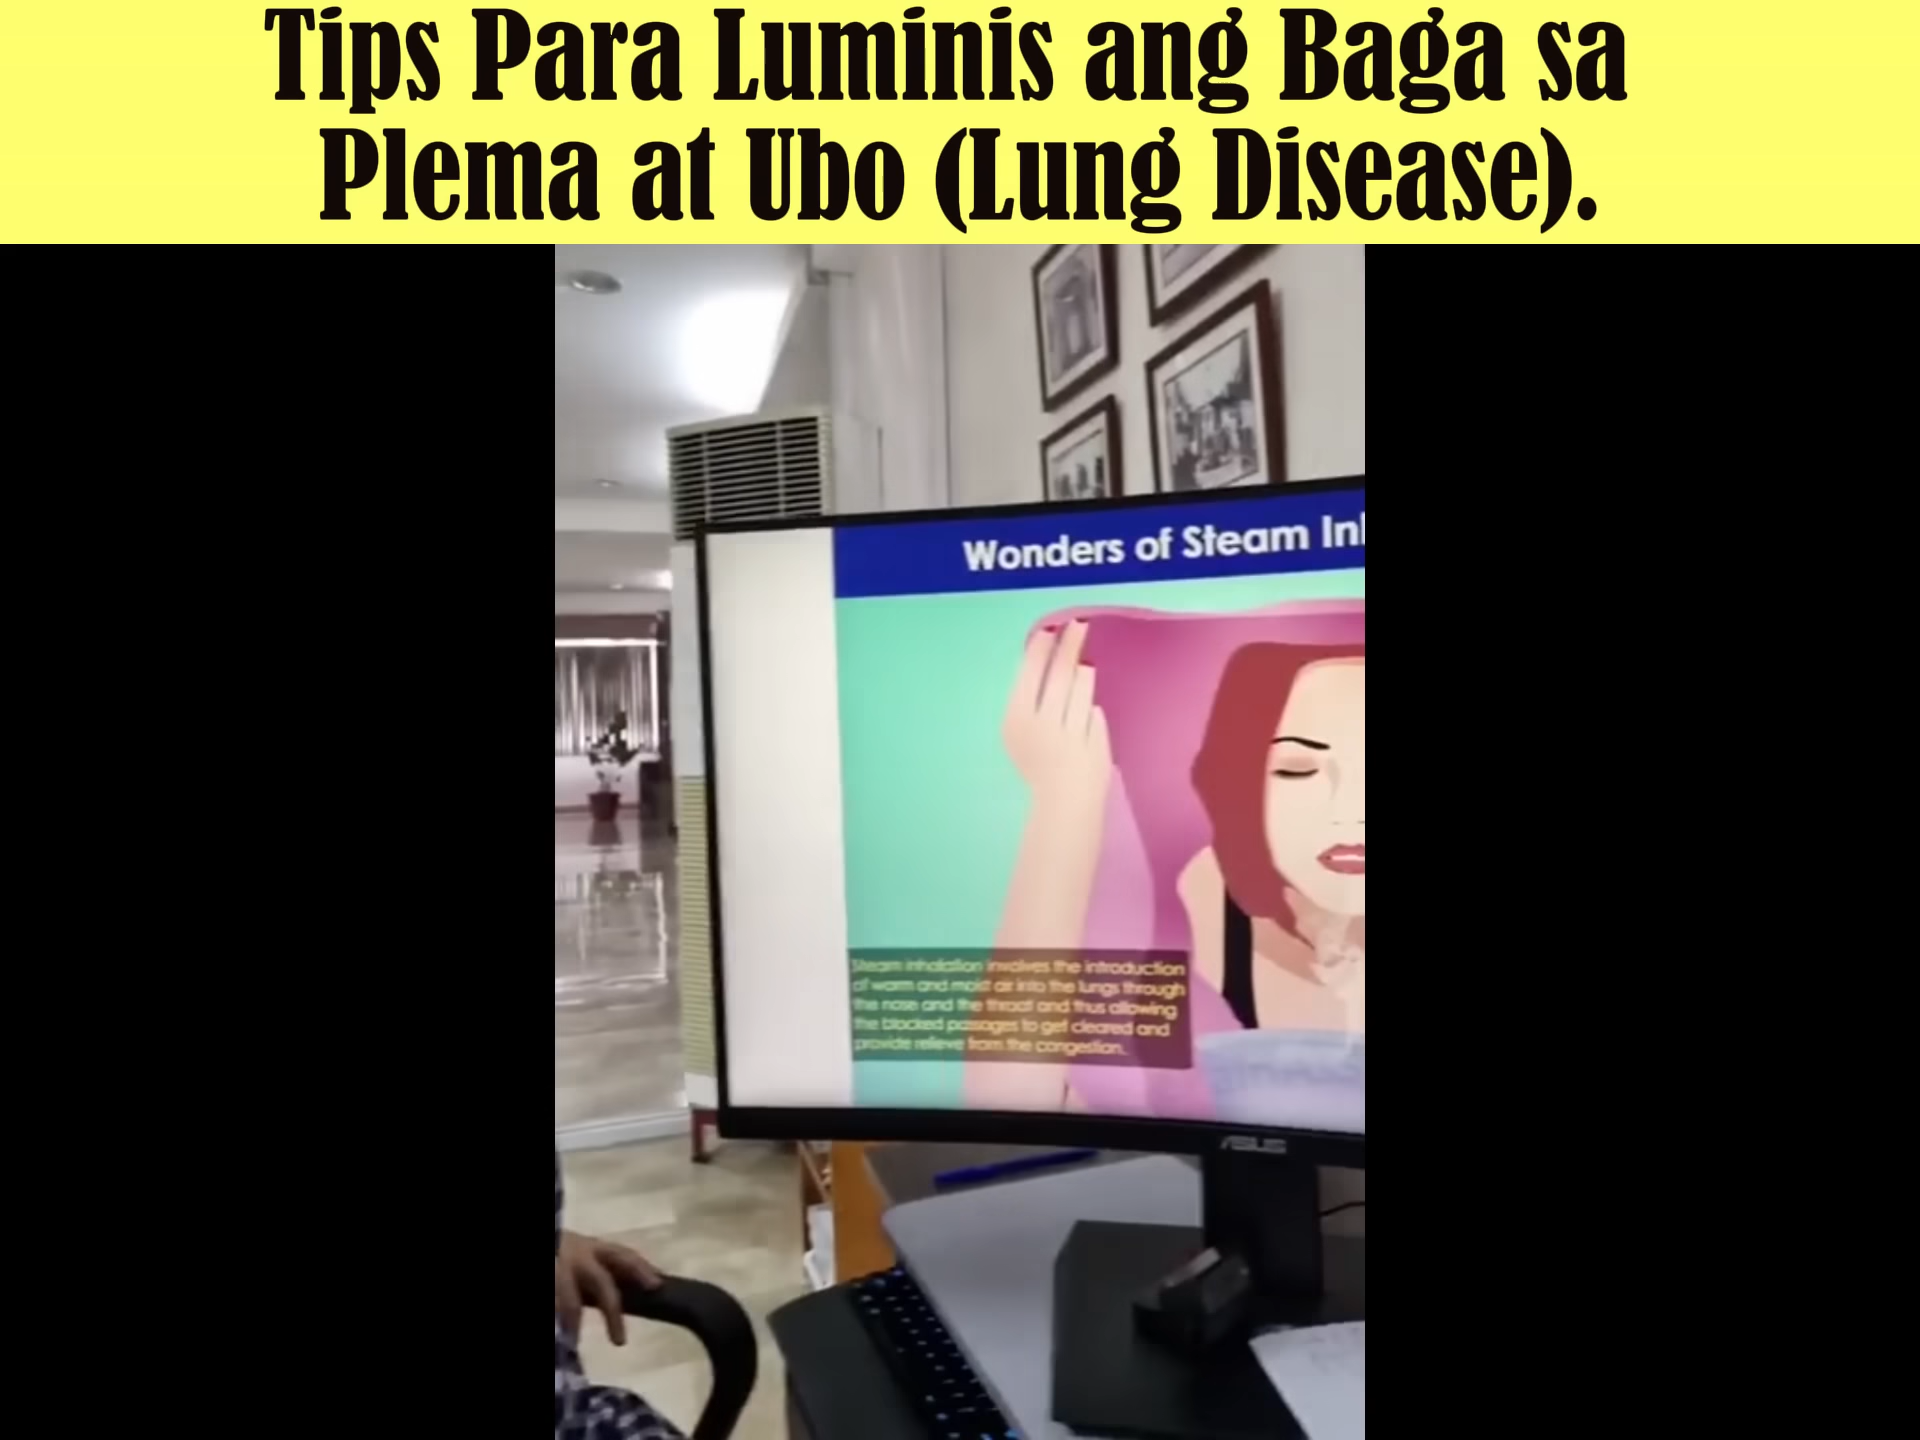 Tips Para Luminis ang Baga sa
Plema at Ubo (Lung Disease).
Wonders of Steam
Steam inhalation involves the introduction
of warm and moist air into the lungs through
the nose and the throat and thus allowing
the blocked passages to get cleared and
provide relieve from the congestion.
ASUS